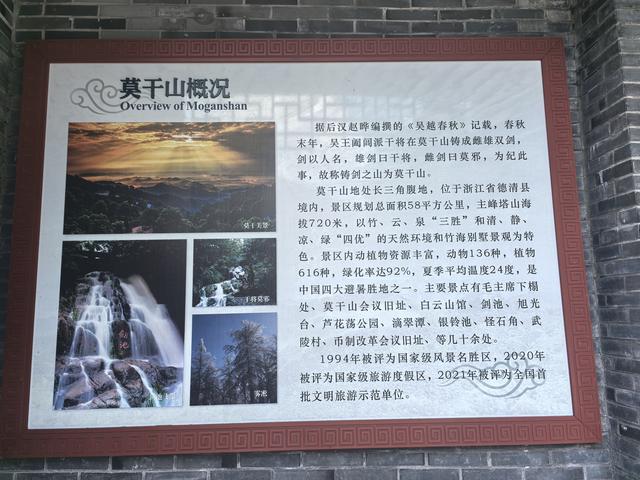 莫干山概况
Overview of Moganshan
据后汉赵晔编撰的《吴越春秋》记载，春秋
末年，吴王阖闾派干将在莫干山铸成雌雄双剑，
剑以人名，雄剑曰干将，雌剑曰莫邪，为纪此
事，故称铸剑之山为莫干山。
莫干山地处长三角腹地，位于浙江省德清县
境内，景区规划总面积58平方公里，主峰塔山海
拔720米，以竹、云、泉“三胜”和清、静、
凉、绿“四优”的天然环境和竹海别墅景观为特
色。景区内动植物资源丰富，动物136种，植物
616种，绿化率达92%，夏季平均温度24度，是
中国四大避暑胜地之一。主要景点有毛主席下榻
处、莫干山会议旧址、白云山馆、剑池、旭光
台、芦花荡公园、滴翠潭、银铃池、怪石角、武
陵村、币制改革会议旧址、等几十余处。
1994年被评为国家级风景名胜区，2020年
被评为国家级旅游度假区，2021年被评为全国首
批文明旅游示范单位。
莫干美景
干将莫邪
剑池
雾凇